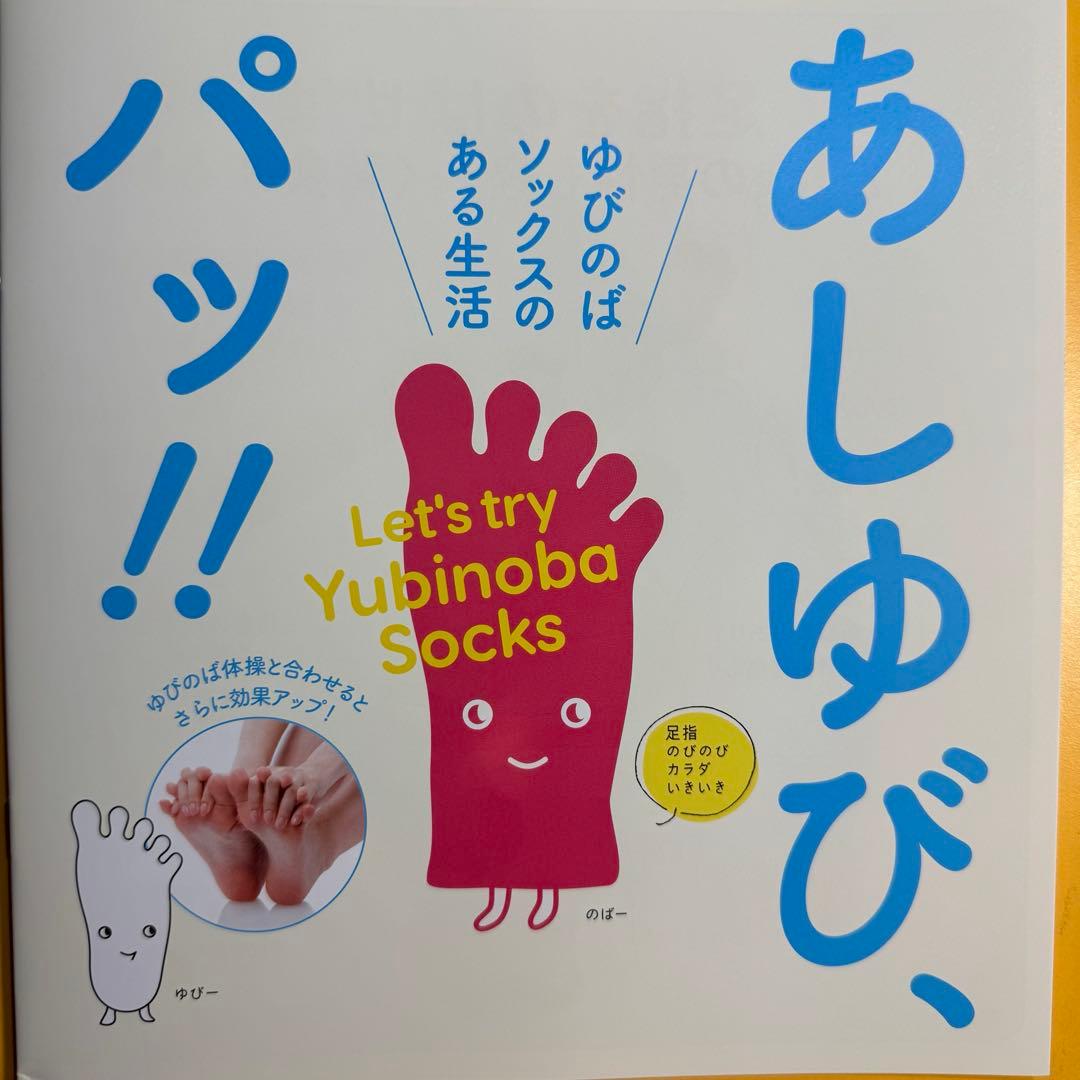 あしゆび、
パッ!!
ゆびのば
ソックスの
ある生活
Let's try
Yubinoba
Socks
足指
のびのび
カラダ
いきいき
のばー
ゆびのば体操と合わせると
さらに効果アップ!
ゆびー